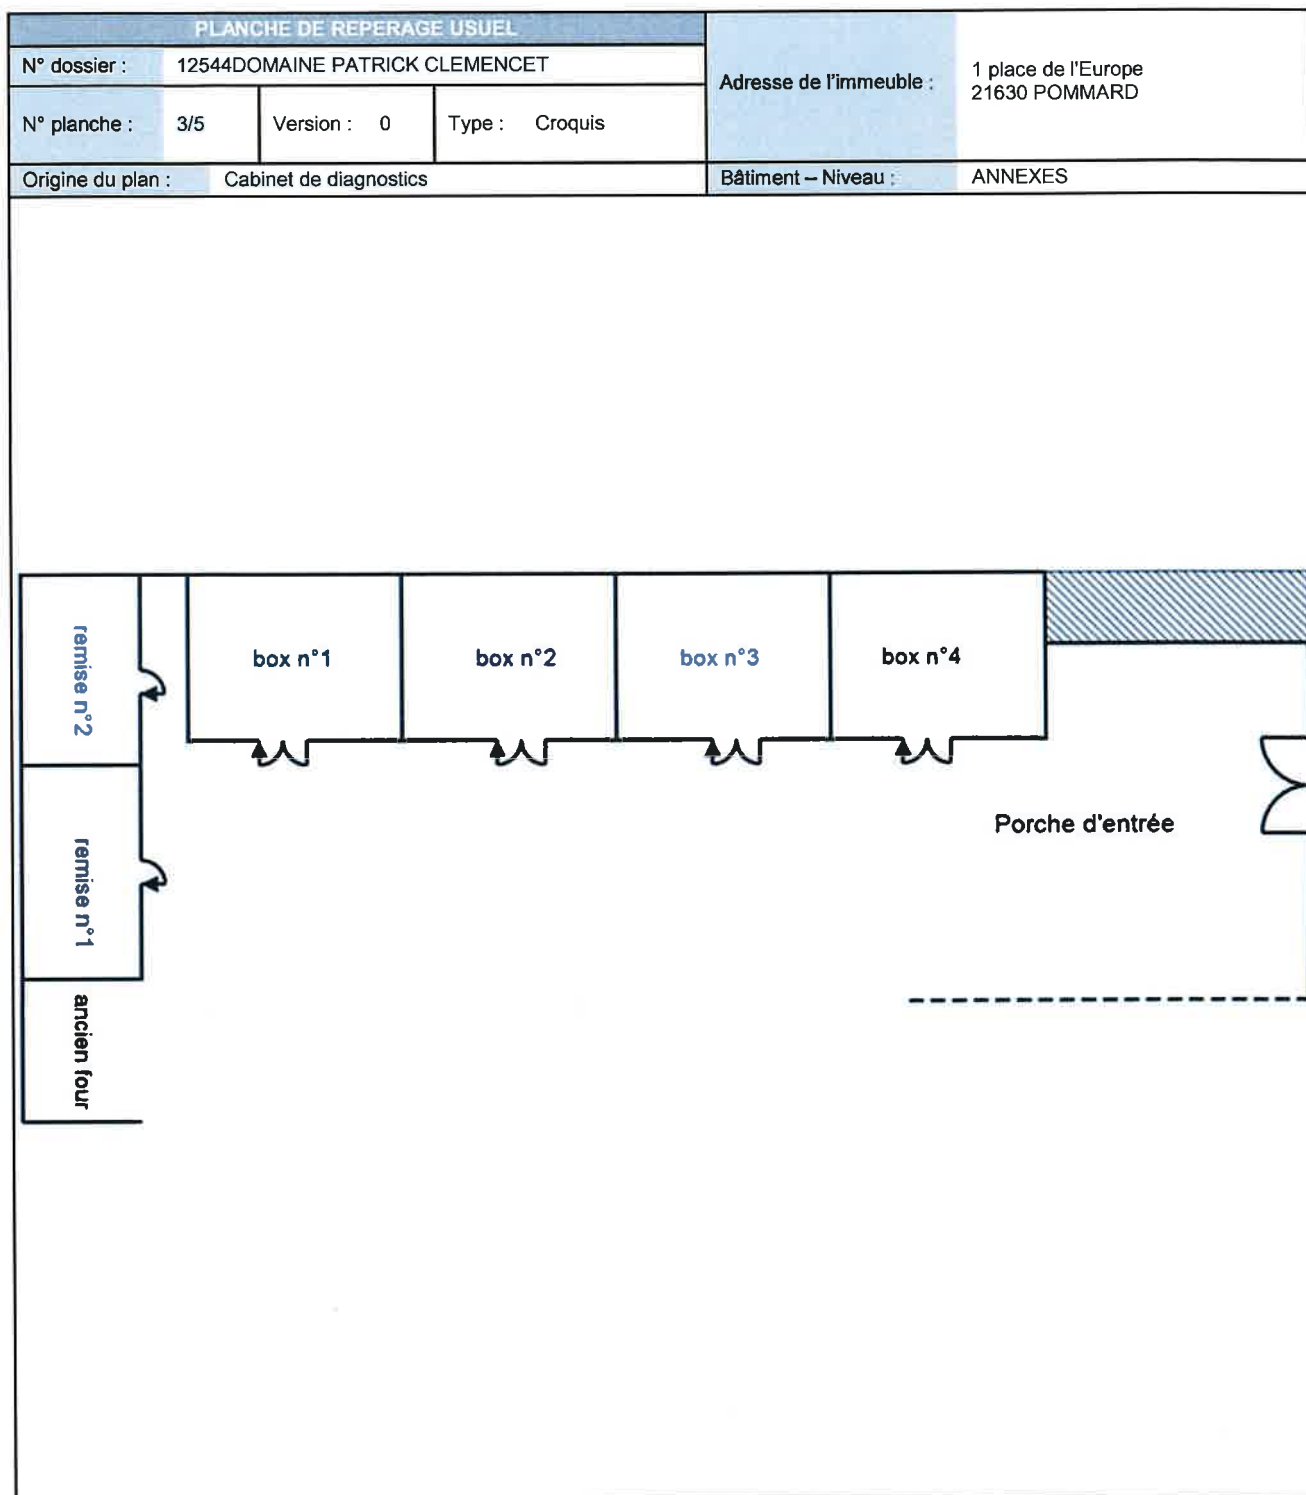 PLANCHE DE REPERAGE USUEL
N° dossier : 12544DOMAINE PATRICK CLEMENCET
Adresse de l'immeuble : 1 place de l'Europe
21630 POMMARD
N° planche : 3/5 Version : 0 Type : Croquis
Origine du plan : Cabinet de diagnostics
Bâtiment – Niveau : ANNEXES
remise n°2
box n°1
box n°2
box n°3
box n°4
Porche d'entrée
remise n°1
ancien four